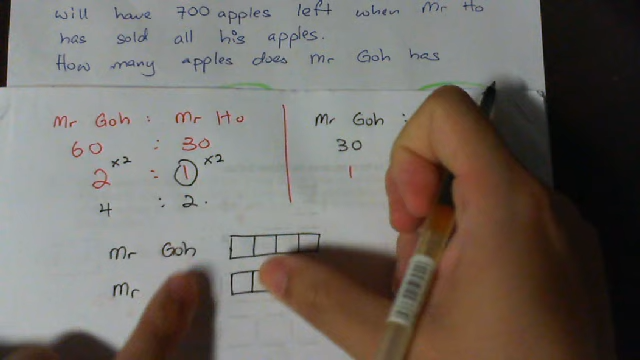 will have 700 apples left when Mr Ho
has sold all his apples.
How many apples does Mr Goh has
Mr Goh : Mr Ho
60 : 30
2 x2 : 1 x2
4 : 2.
Mr Goh :
30
1
Mr Goh
Mr